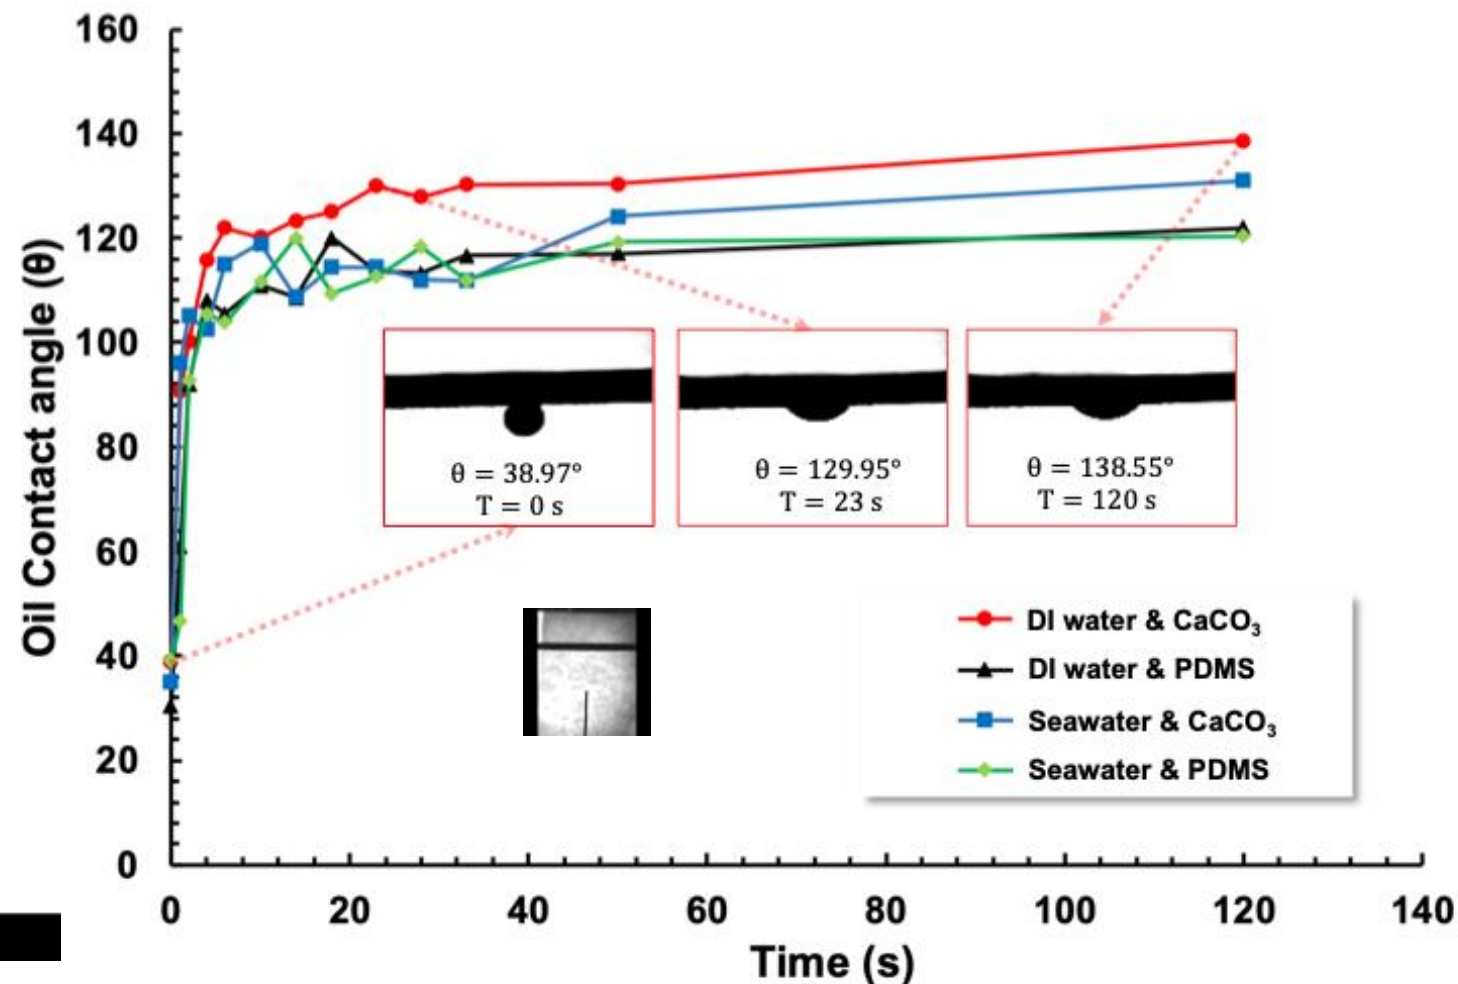 160
140
120
100
80
60
40
20
0
Oil Contact angle (θ)
θ = 38.97°
T = 0 s
θ = 129.95°
T = 23 s
θ = 138.55°
T = 120 s
DI water & CaCO₃
DI water & PDMS
Seawater & CaCO₃
Seawater & PDMS
0 20 40 60 80 100 120 140
Time (s)